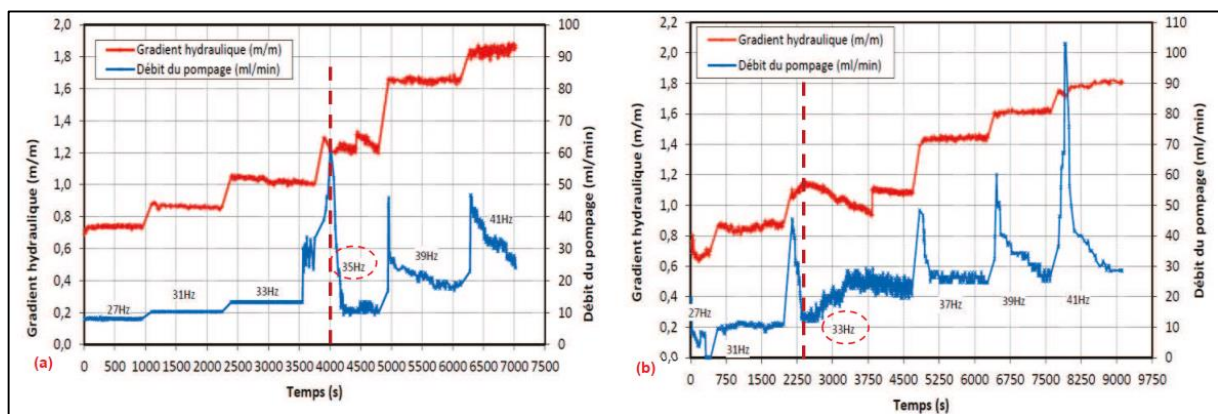 Gradient hydraulique (m/m)
Débit du pompage (ml/min)
Gradient hydraulique (m/m)
2,0
1,8
1,6
1,4
1,2
1,0
0,8
0,6
0,4
0,2
0,0
100
90
80
70
60
50
40
30
20
10
0
Débit du pompage (ml/min)
27Hz
31Hz
33Hz
35Hz
39Hz
41Hz
0 500 1000 1500 2000 2500 3000 3500 4000 4500 5000 5500 6000 6500 7000 7500
Temps (s)
(a)
Gradient hydraulique (m/m)
Débit du pompage (ml/min)
Gradient hydraulique (m/m)
2,2
2,0
1,8
1,6
1,4
1,2
1,0
0,8
0,6
0,4
0,2
0,0
110
100
90
80
70
60
50
40
30
20
10
0
Débit du pompage (ml/min)
27Hz
31Hz
33Hz
37Hz
39Hz
41Hz
0 750 1500 2250 3000 3750 4500 5250 6000 6750 7500 8250 9000 9750
Temps (s)
(b)